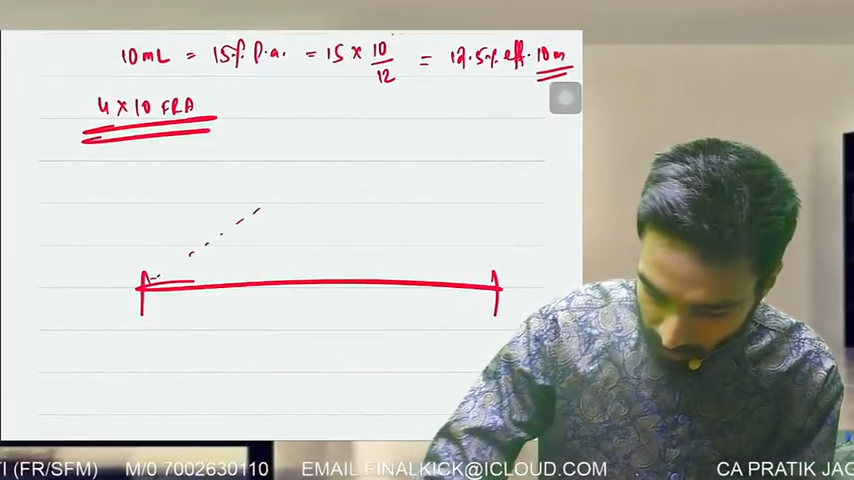 10mL = 15% p.a. = 15 × 10/12 = 12.5% eff. 10m
4 × 10 FRA
TI (FR/SFM) M/0 7002630110 EMAIL FINALKICK@ICLOUD.COM CA PRATIK JAG